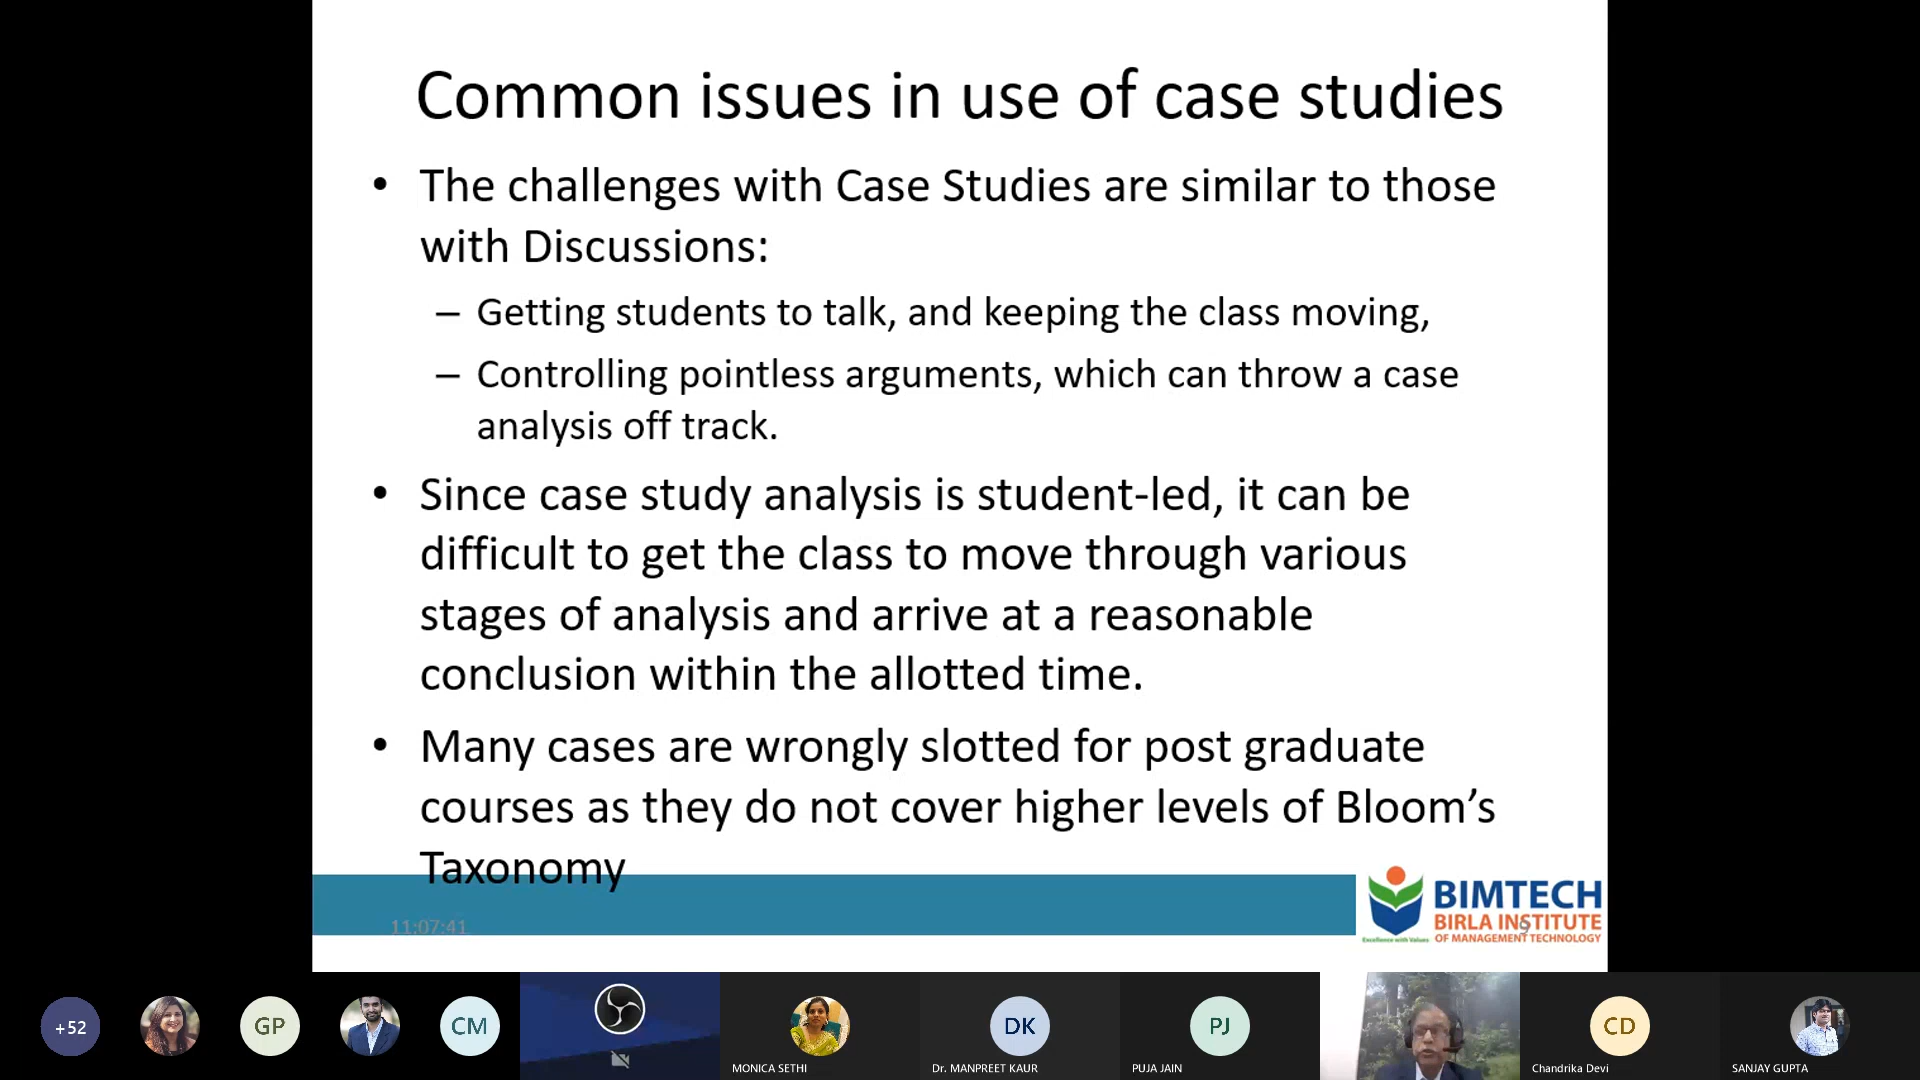 Common issues in use of case studies
• The challenges with Case Studies are similar to those
with Discussions:
– Getting students to talk, and keeping the class moving,
– Controlling pointless arguments, which can throw a case
analysis off track.
• Since case study analysis is student-led, it can be
difficult to get the class to move through various
stages of analysis and arrive at a reasonable
conclusion within the allotted time.
• Many cases are wrongly slotted for post graduate
courses as they do not cover higher levels of Bloom’s
Taxonomy
11:07:41
9
BIMTECH
BIRLA INSTITUTE
OF MANAGEMENT TECHNOLOGY
Excellence with Values
+52
GP
CM
MONICA SETHI
DK
Dr. MANPREET KAUR
PJ
PUJA JAIN
CD
Chandrika Devi
SANJAY GUPTA